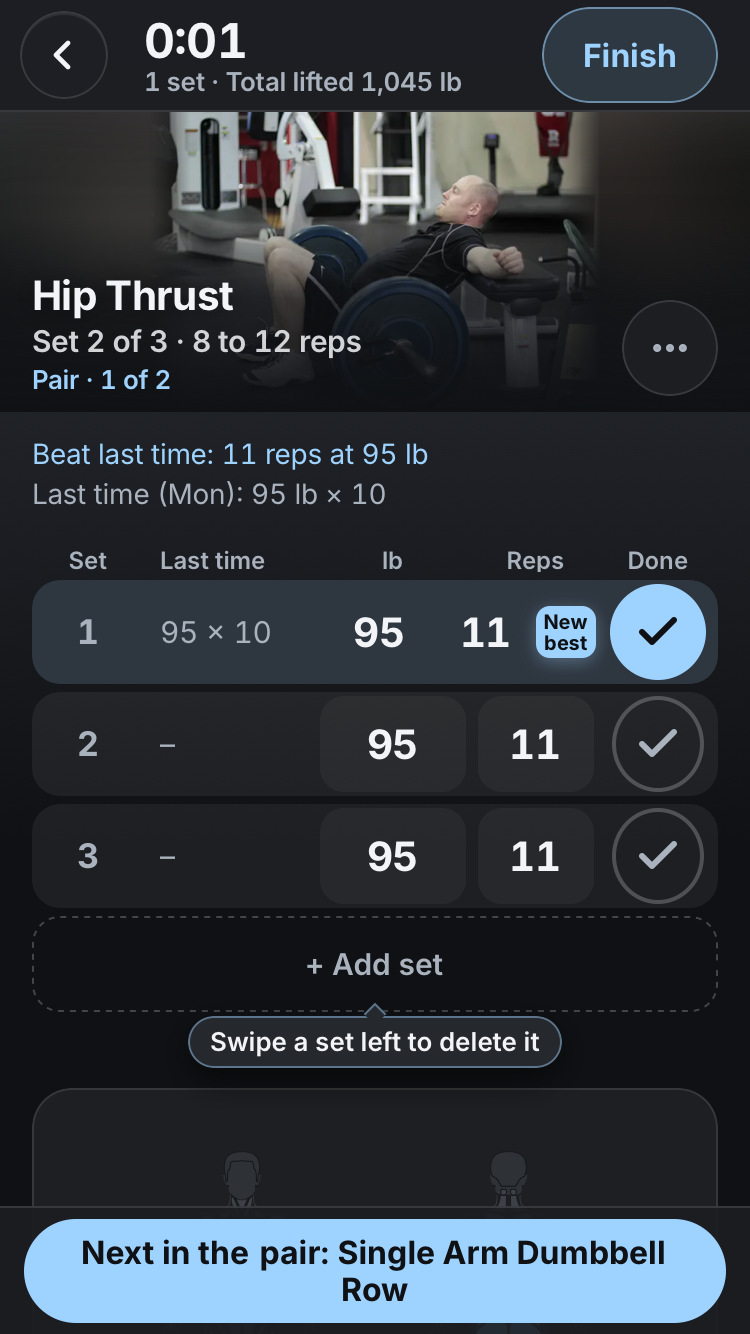 0:01
1 set · Total lifted 1,045 lb
Finish
Hip Thrust
Set 2 of 3 · 8 to 12 reps
Pair · 1 of 2
Beat last time: 11 reps at 95 lb
Last time (Mon): 95 lb × 10
Set Last time lb Reps Done
1 95 × 10 95 11 New best
2 – 95 11
3 – 95 11
+ Add set
Swipe a set left to delete it
Next in the pair: Single Arm Dumbbell
Row